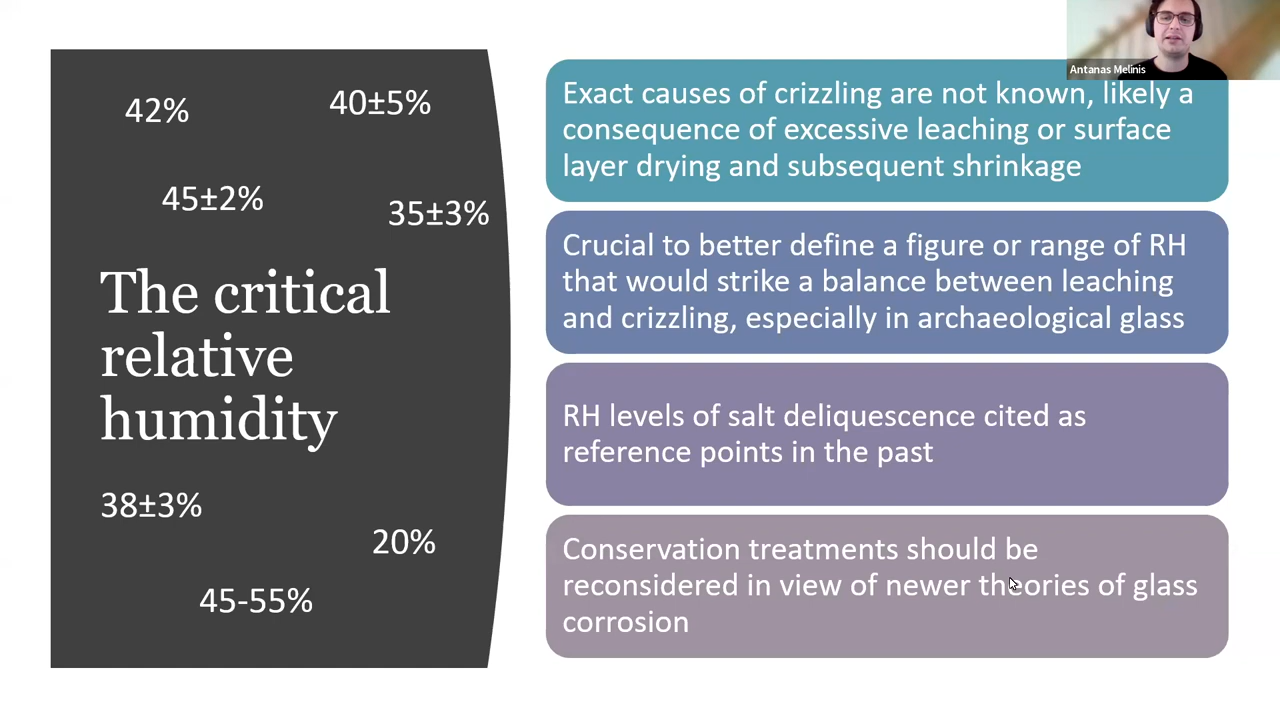 42%
40±5%
45±2%
35±3%
The critical
relative
humidity
38±3%
20%
45-55%
Antanas Melinis
Exact causes of crizzling are not known, likely a
consequence of excessive leaching or surface
layer drying and subsequent shrinkage
Crucial to better define a figure or range of RH
that would strike a balance between leaching
and crizzling, especially in archaeological glass
RH levels of salt deliquescence cited as
reference points in the past
Conservation treatments should be
reconsidered in view of newer theories of glass
corrosion